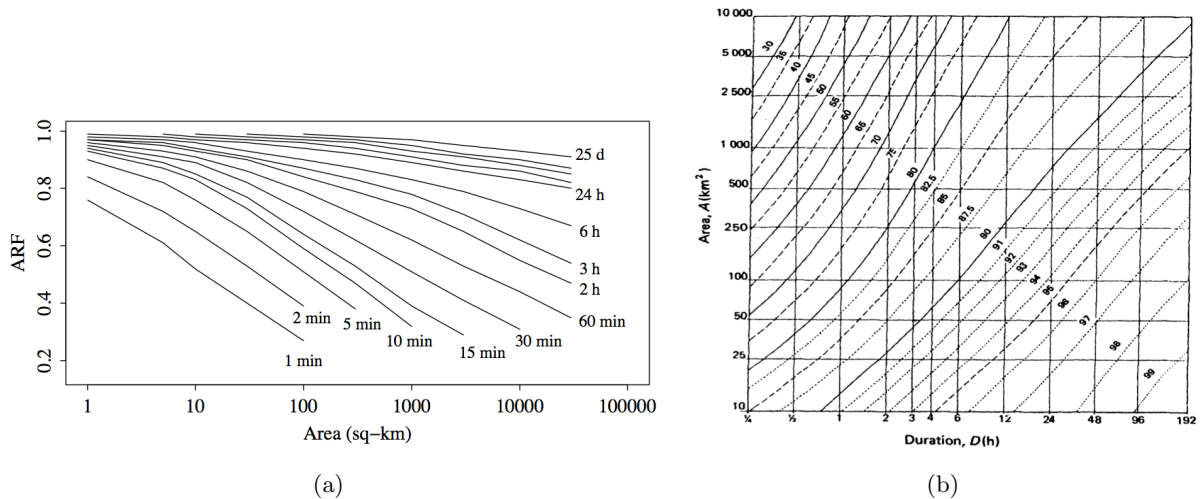 1.0
0.8
0.6
0.4
0.2
ARF
25 d
24 h
6 h
3 h
2 h
60 min
30 min
15 min
10 min
5 min
2 min
1 min
1 10 100 1000 10000 100000
Area (sq−km)
(a)
10 000
5 000
2 500
1 000
500
250
100
50
25
10
Area, A(km²)
30
35
40
45
50
55
60
65
70
75
80
82.5
85
87.5
90
91
92
93
94
95
96
97
98
99
¼ ½ 1 2 3 4 6 12 24 48 96 192
Duration, D(h)
(b)